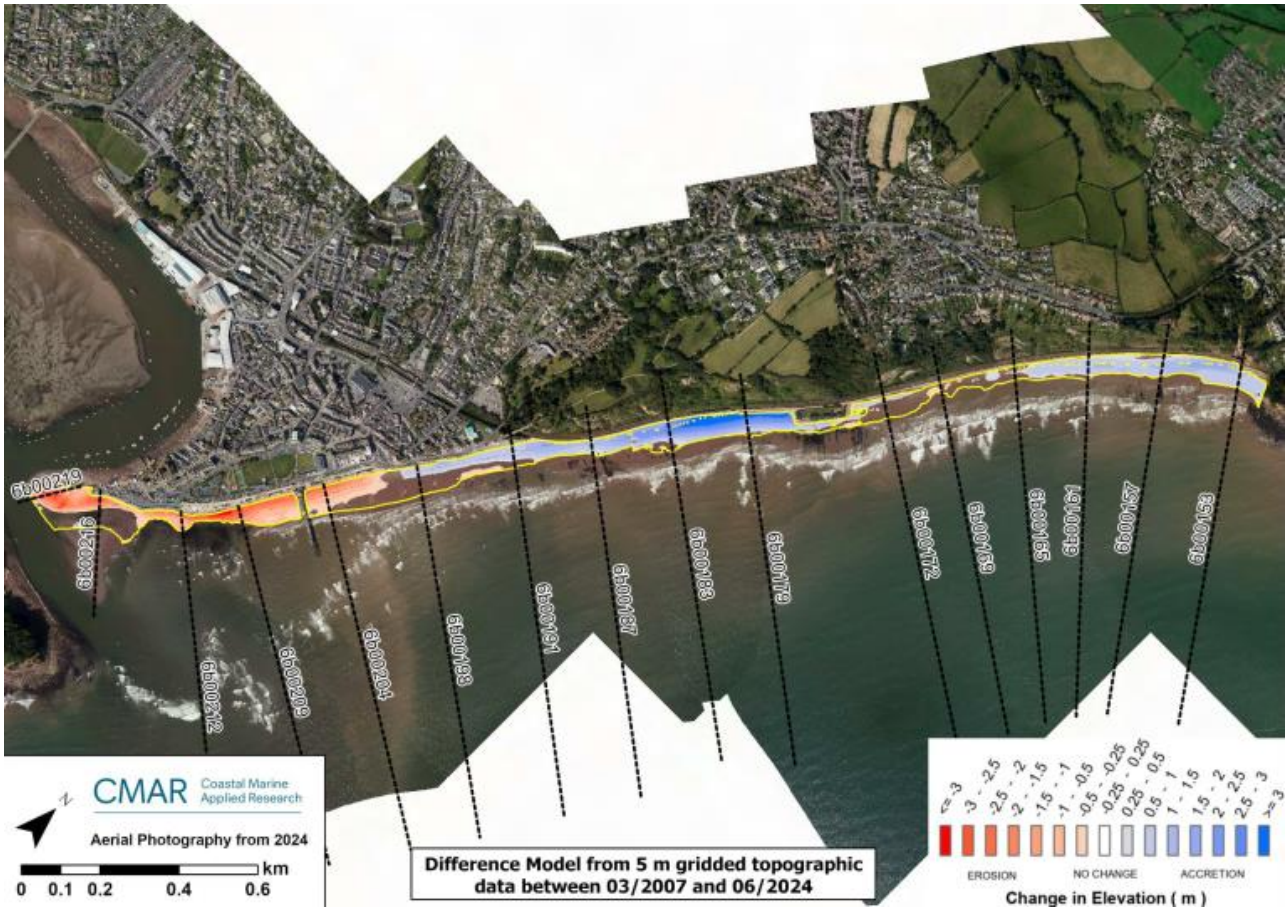 6b00219
6b00216
6b00212
6b00209
6b00204
6b00198
6b00191
6b00187
6b00183
6b00179
6b00172
6b00169
6b00165
6b00161
6b00157
6b00153
N
CMAR Coastal Marine
Applied Research
Aerial Photography from 2024
km
0 0.1 0.2 0.4 0.6
Difference Model from 5 m gridded topographic
data between 03/2007 and 06/2024
<= -3
-3 - -2.5
-2.5 - -2
-2 - -1.5
-1.5 - -1
-1 - -0.5
-0.5 - -0.25
-0.25 - 0.25
0.25 - 0.5
0.5 - 1
1 - 1.5
1.5 - 2
2 - 2.5
2.5 - 3
>= 3
EROSION NO CHANGE ACCRETION
Change in Elevation ( m )